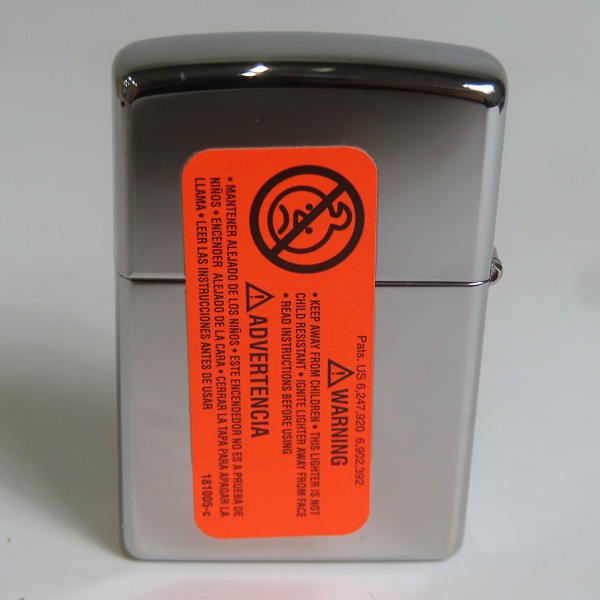 Pats. US 6,247,920 6,902,392
⚠WARNING
• KEEP AWAY FROM CHILDREN • THIS LIGHTER IS NOT
CHILD RESISTANT • IGNITE LIGHTER AWAY FROM FACE
• READ INSTRUCTIONS BEFORE USING
⚠ADVERTENCIA
• MANTENER ALEJADO DE LOS NIÑOS • ESTE ENCENDEDOR NO ES A PRUEBA DE
NIÑOS • ENCENDER ALEJADO DE LA CARA • CERRAR LA TAPA PARA APAGAR LA
LLAMA • LEER LAS INSTRUCCIONES ANTES DE USAR
181005-c